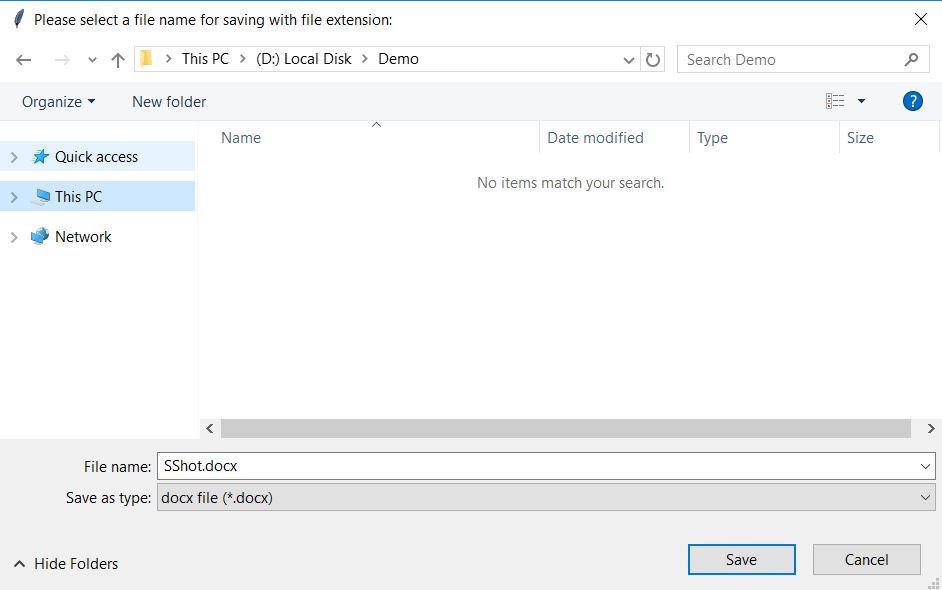 Please select a file name for saving with file extension:
This PC > (D:) Local Disk > Demo
Search Demo
Organize
New folder
?
Name
Date modified
Type
Size
Quick access
No items match your search.
This PC
Network
File name: SShot.docx
Save as type: docx file (*.docx)
Hide Folders
Save
Cancel